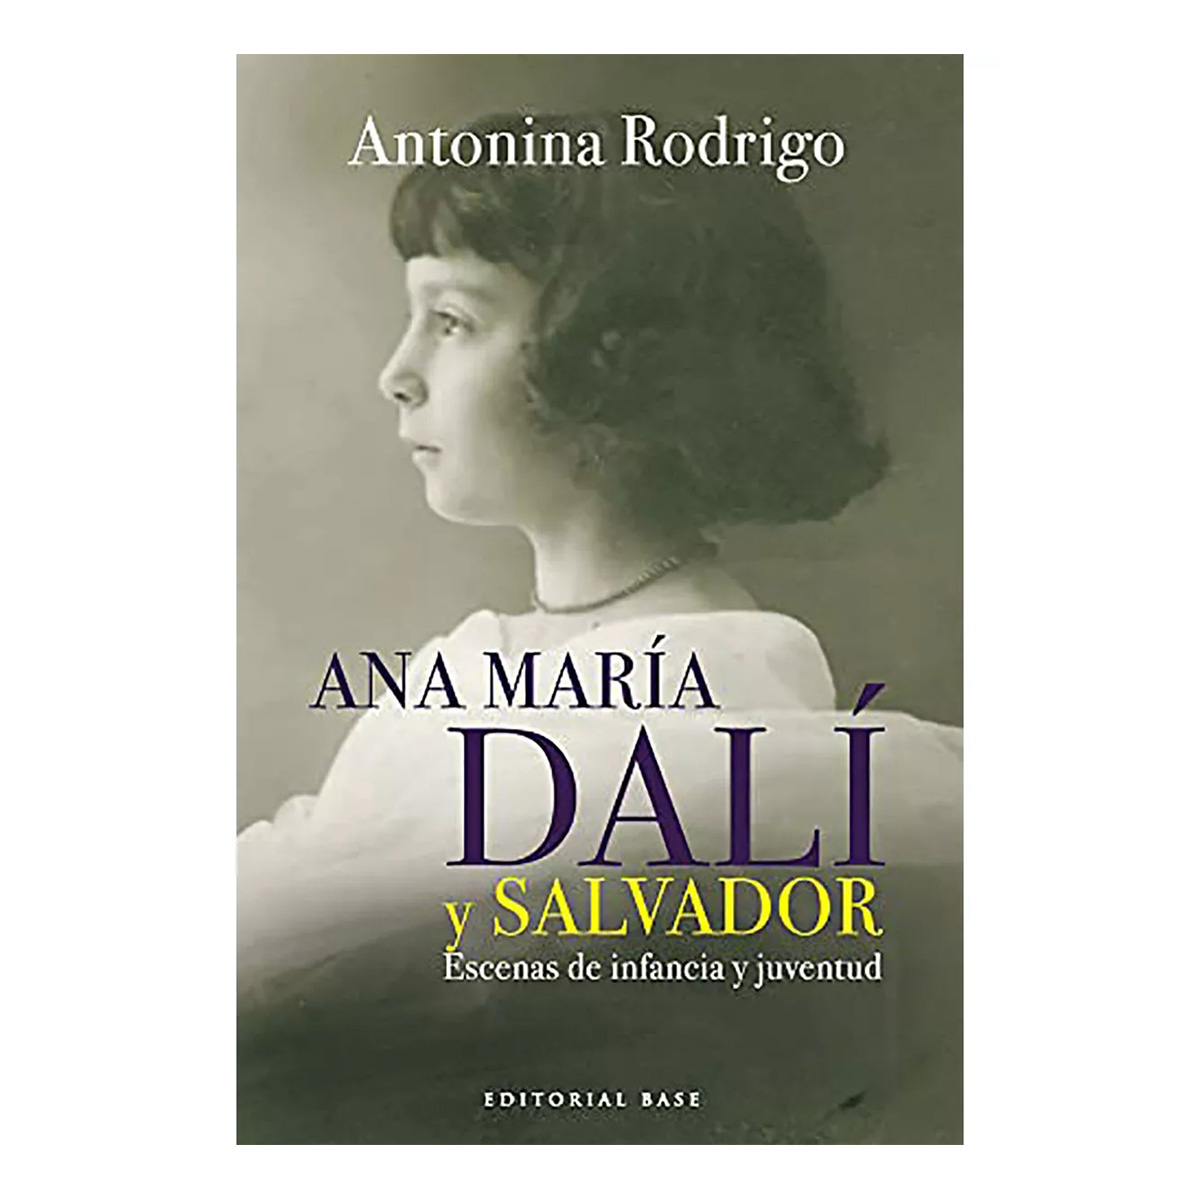 Antonina Rodrigo
ANA MARÍA
DALÍ
y SALVADOR
Escenas de infancia y juventud
EDITORIAL BASE